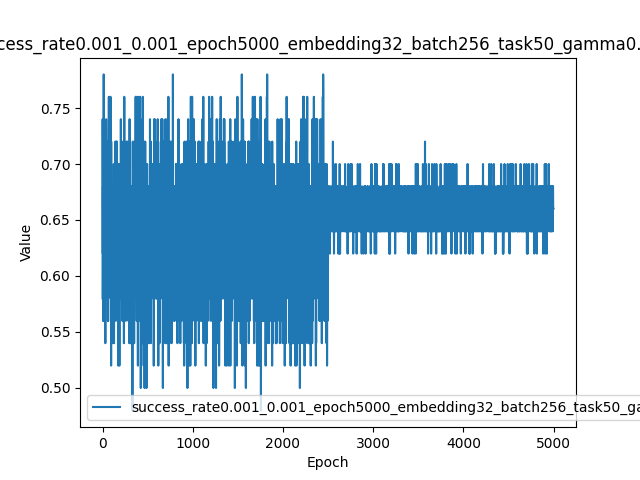 cess_rate0.001_0.001_epoch5000_embedding32_batch256_task50_gamma0.
0.75
0.70
0.65
0.60
0.55
0.50
Value
success_rate0.001_0.001_epoch5000_embedding32_batch256_task50_ga
0 1000 2000 3000 4000 5000
Epoch